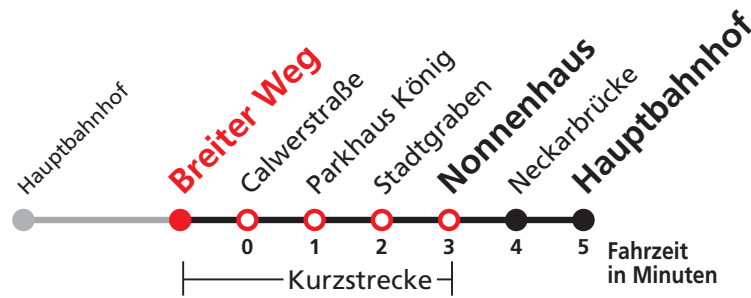 Hauptbahnhof
Breiter Weg
Calwerstraße
Parkhaus König
Stadtgraben
Nonnenhaus
Neckarbrücke
Hauptbahnhof
0 1 2 3 4 5 Fahrzeit
in Minuten
Kurzstrecke